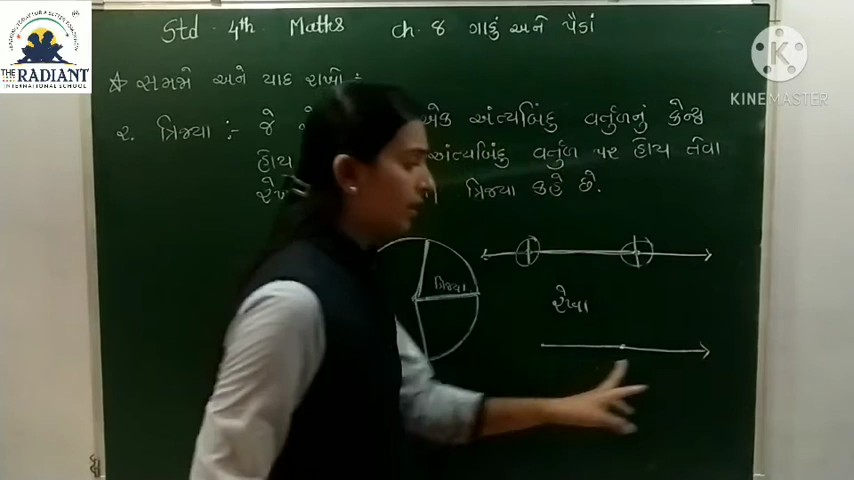 THE RADIANT
INTERNATIONAL SCHOOL
Std 4th Maths ch. 8 ગાડું અને પૈડાં
KINEMASTER
☆ સમજો અને યાદ રાખો :-
૨. ત્રિજ્યા :- જે એક અંત્યબિંદુ વર્તુળનું કેન્દ્ર
હોય અંત્યબિંદુ વર્તુળ પર હોય તેવા
ત્રિજ્યા કહે છે.
ત્રિજ્યા
રેખા